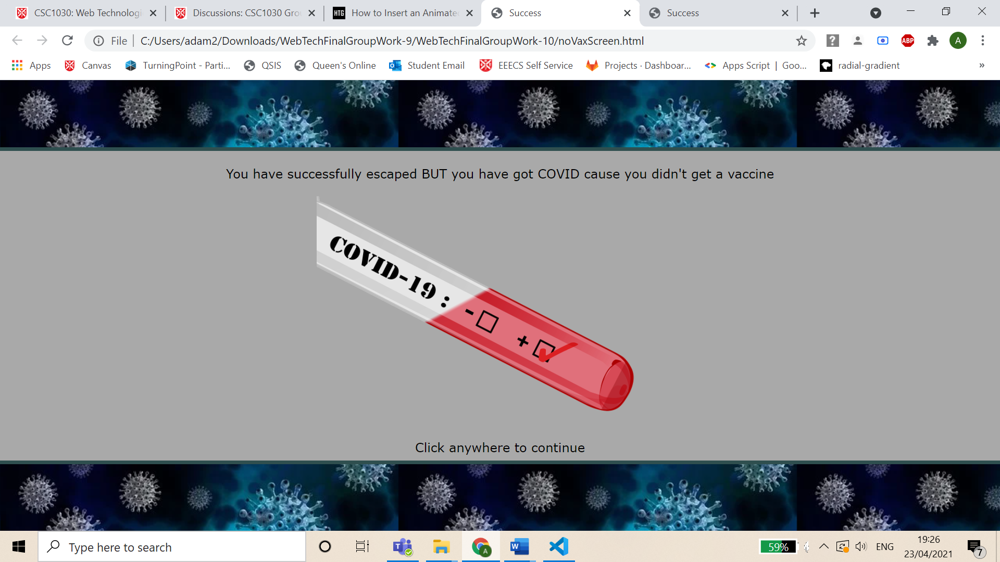 CSC1030: Web Technologi
Discussions: CSC1030 Gro
HTG How to Insert an Animate
Success
Success
File C:/Users/adam2/Downloads/WebTechFinalGroupWork-9/WebTechFinalGroupWork-10/noVaxScreen.html
ABP
A
Apps
Canvas
TurningPoint - Parti...
QSIS
Queen's Online
Student Email
EEECS Self Service
Projects · Dashboar...
Apps Script | Goo...
radial-gradient
»
You have successfully escaped BUT you have got COVID cause you didn't get a vaccine
COVID-19 : - +
Click anywhere to continue
Type here to search
59%
ENG
19:26
23/04/2021
7